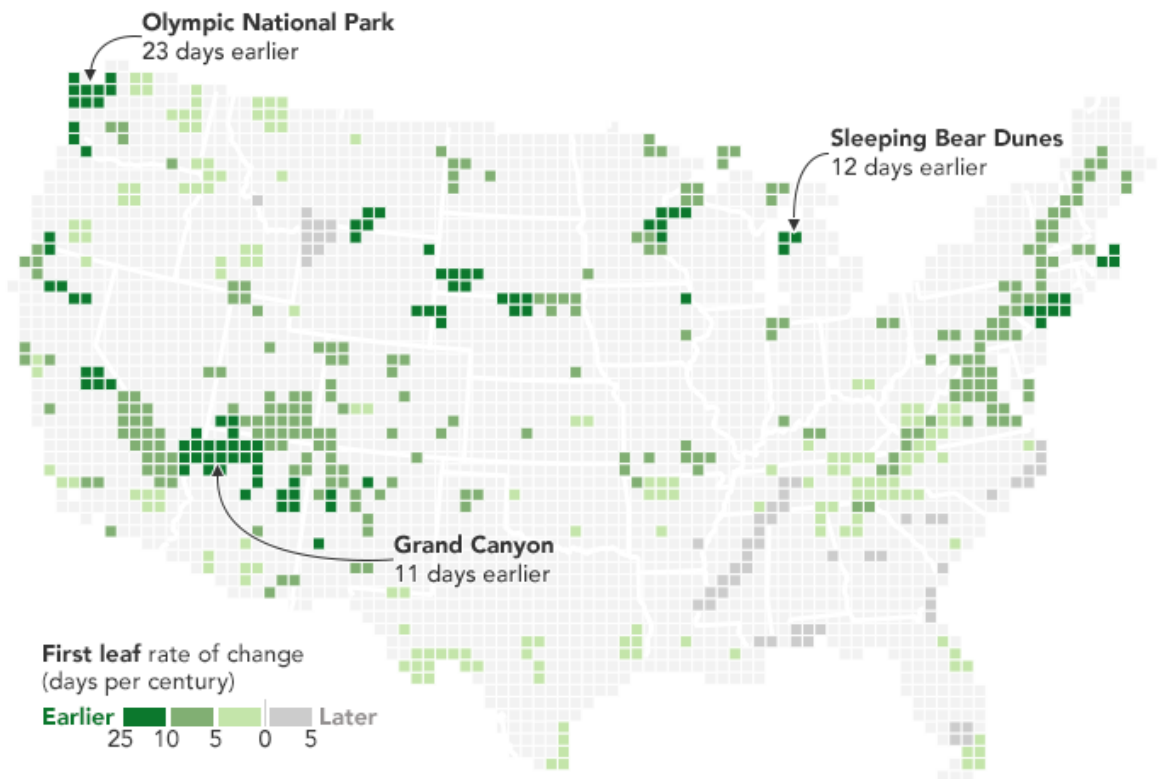 Olympic National Park
23 days earlier
Sleeping Bear Dunes
12 days earlier
Grand Canyon
11 days earlier
First leaf rate of change
(days per century)
Earlier Later
25 10 5 0 5